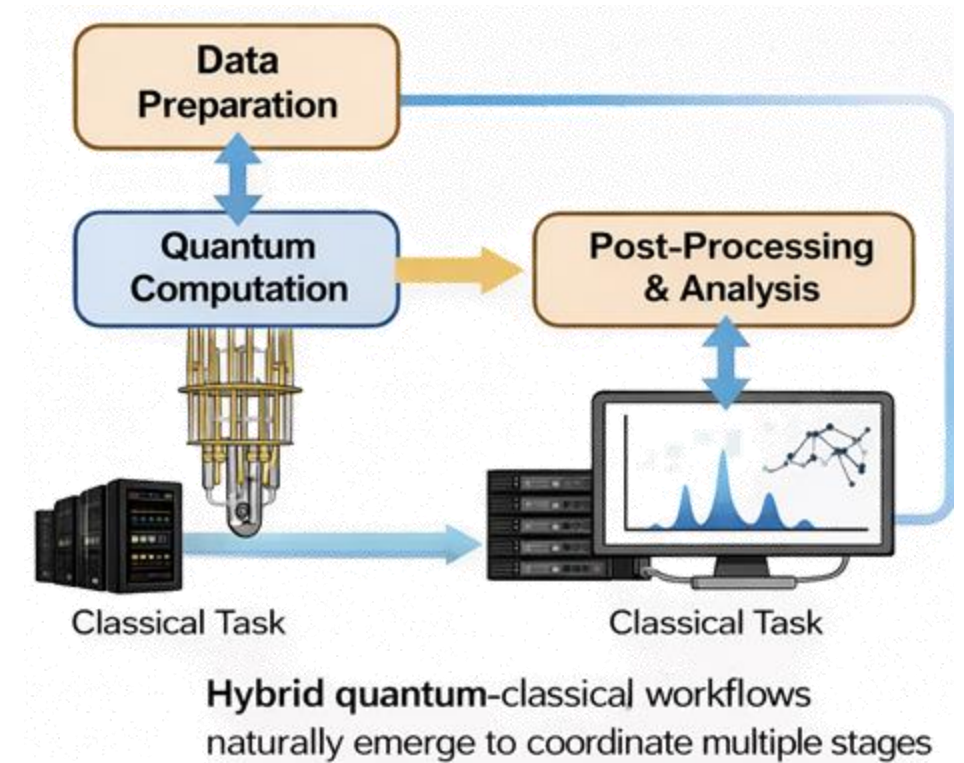 Data
Preparation
Quantum
Computation
Post-Processing
& Analysis
Classical Task
Classical Task
Hybrid quantum-classical workflows
naturally emerge to coordinate multiple stages